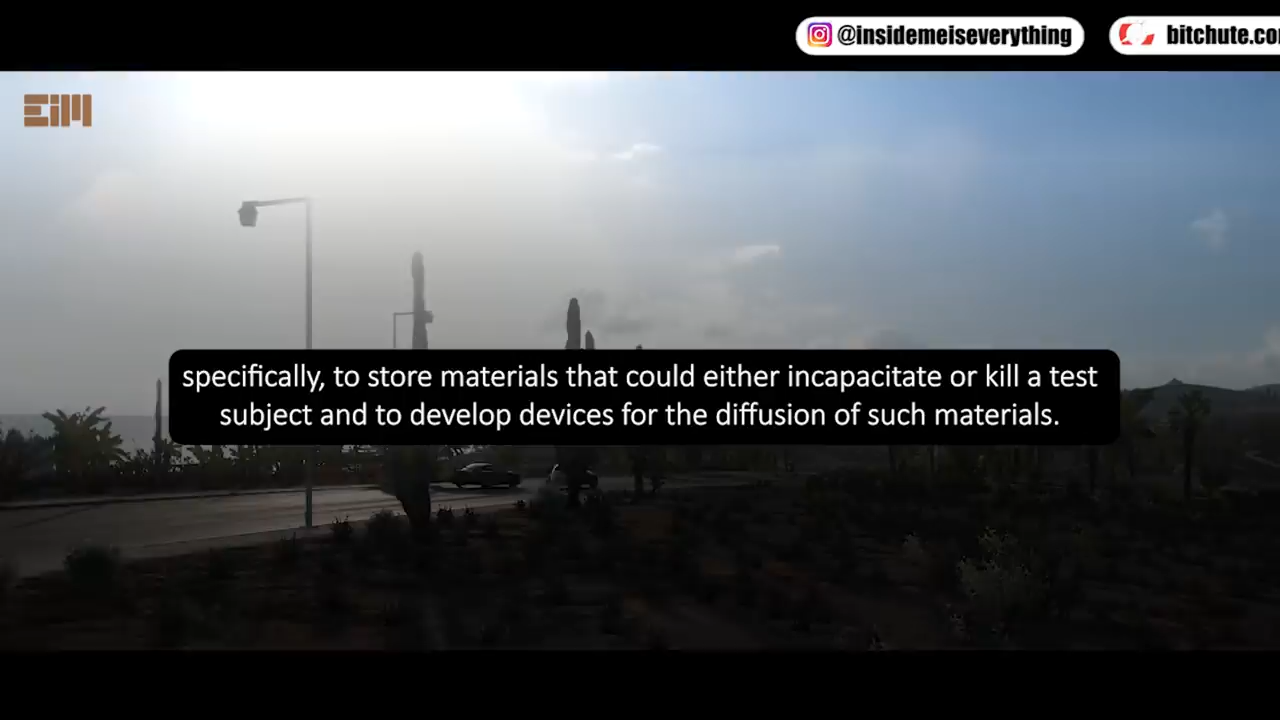 @insidemeiseverything
bitchute.co
EiM
specifically, to store materials that could either incapacitate or kill a test
subject and to develop devices for the diffusion of such materials.